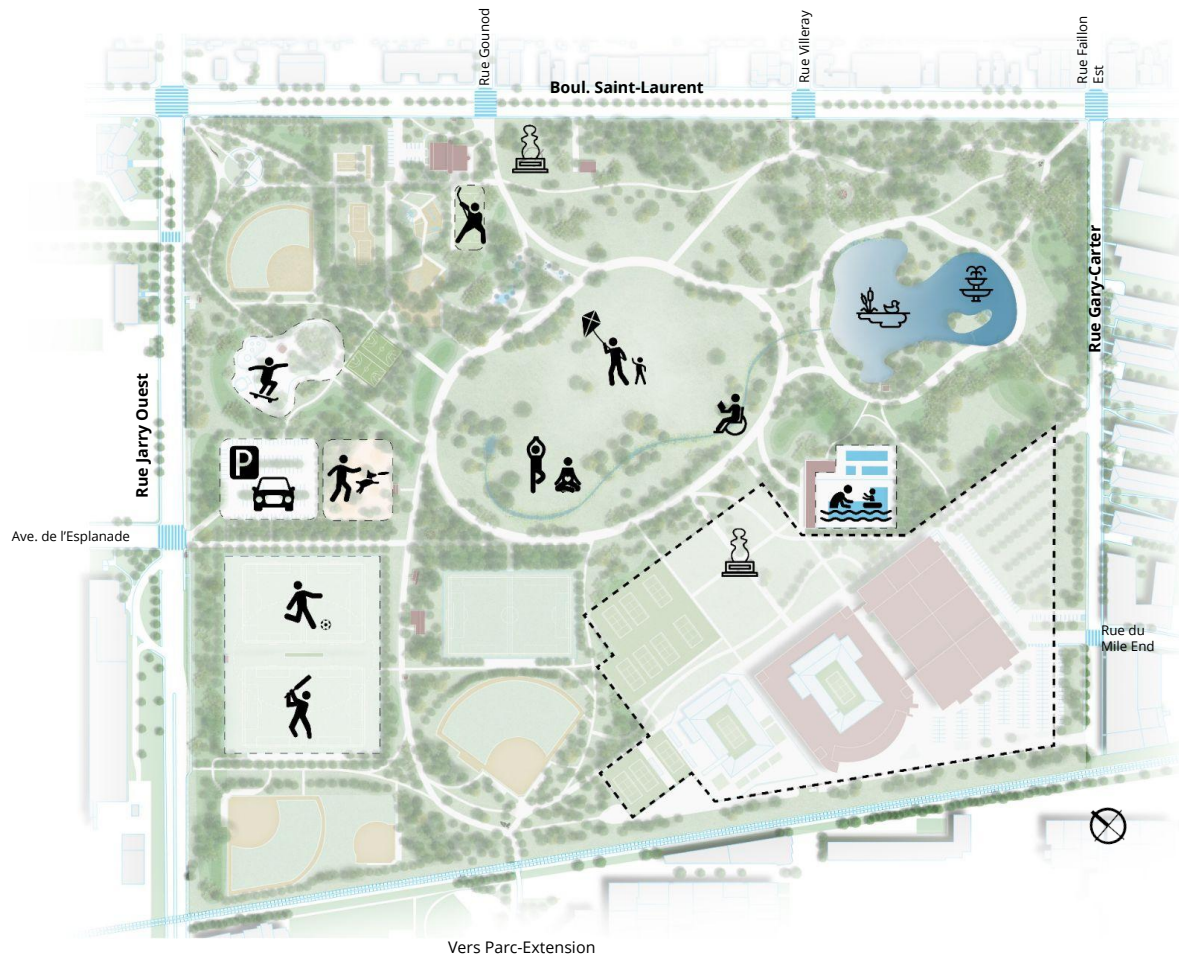 Rue Gounod
Rue Villeray
Rue Faillon
Est
Boul. Saint-Laurent
Rue Gary-Carter
Rue Jarry Ouest
P
Ave. de l’Esplanade
Rue du
Mile End
Vers Parc-Extension